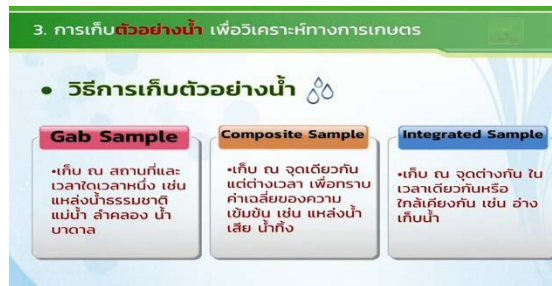 3. การเก็บตัวอย่างน้ำ เพื่อวิเคราะห์ทางการเกษตร
• วิธีการเก็บตัวอย่างน้ำ
Gab Sample
•เก็บ ณ สถานที่และ
เวลาใดเวลาหนึ่ง เช่น
แหล่งน้ำธรรมชาติ
แม่น้ำ ลำคลอง น้ำ
บาดาล
Composite Sample
•เก็บ ณ จุดเดียวกัน
แต่ต่างเวลา เพื่อทราบ
ค่าเฉลี่ยของความ
เข้มข้น เช่น แหล่งน้ำ
เสีย น้ำทิ้ง
Integrated Sample
•เก็บ ณ จุดต่างกัน ใน
เวลาเดียวกันหรือ
ใกล้เคียงกัน เช่น อ่าง
เก็บน้ำ